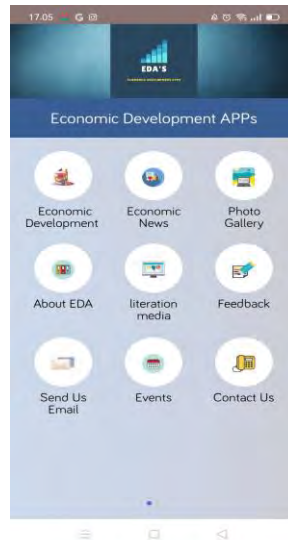 17.05 G
EDA'S
Economic Development APPs
Economic
Development
Economic
News
Photo
Gallery
About EDA
literation
media
Feedback
Send Us
Email
Events
Contact Us